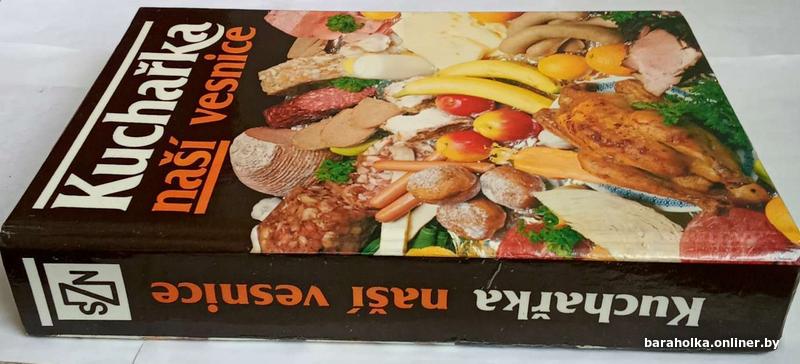 Kuchařka
naší vesnice
Kuchařka naší vesnice
SZN
baraholka.onliner.by